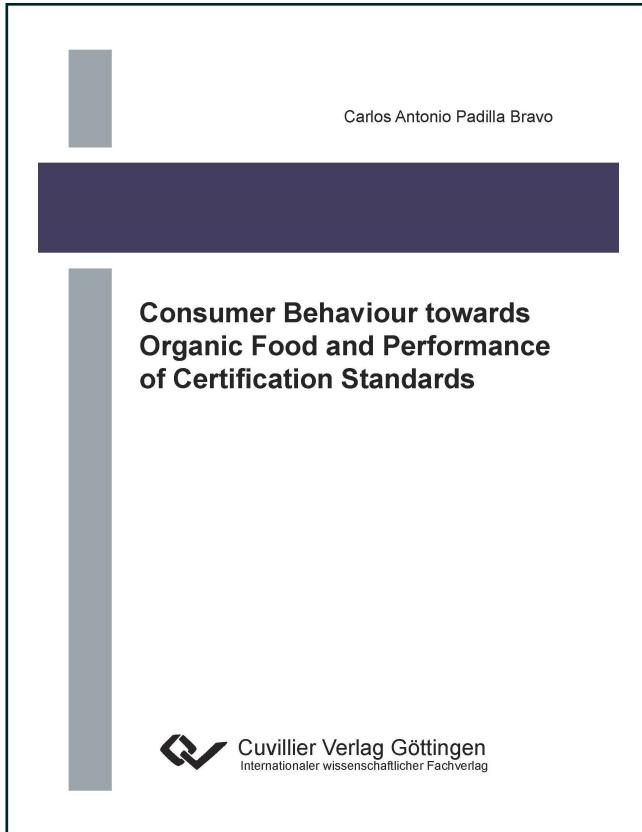 Carlos Antonio Padilla Bravo
Consumer Behaviour towards
Organic Food and Performance
of Certification Standards
Cuvillier Verlag Göttingen
Internationaler wissenschaftlicher Fachverlag